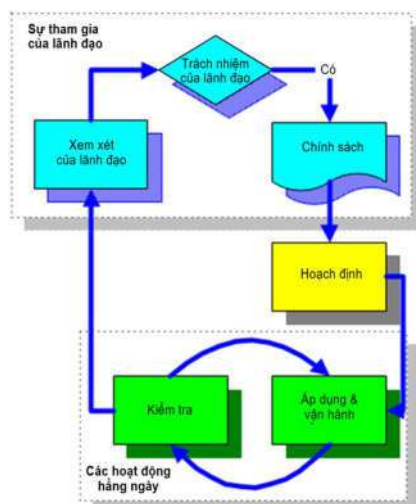 Sự tham gia
của lãnh đạo
Trách nhiệm
của lãnh đạo
Có
Xem xét
của lãnh đạo
Chính sách
Hoạch định
Kiểm tra
Áp dụng &
vận hành
Các hoạt động
hằng ngày